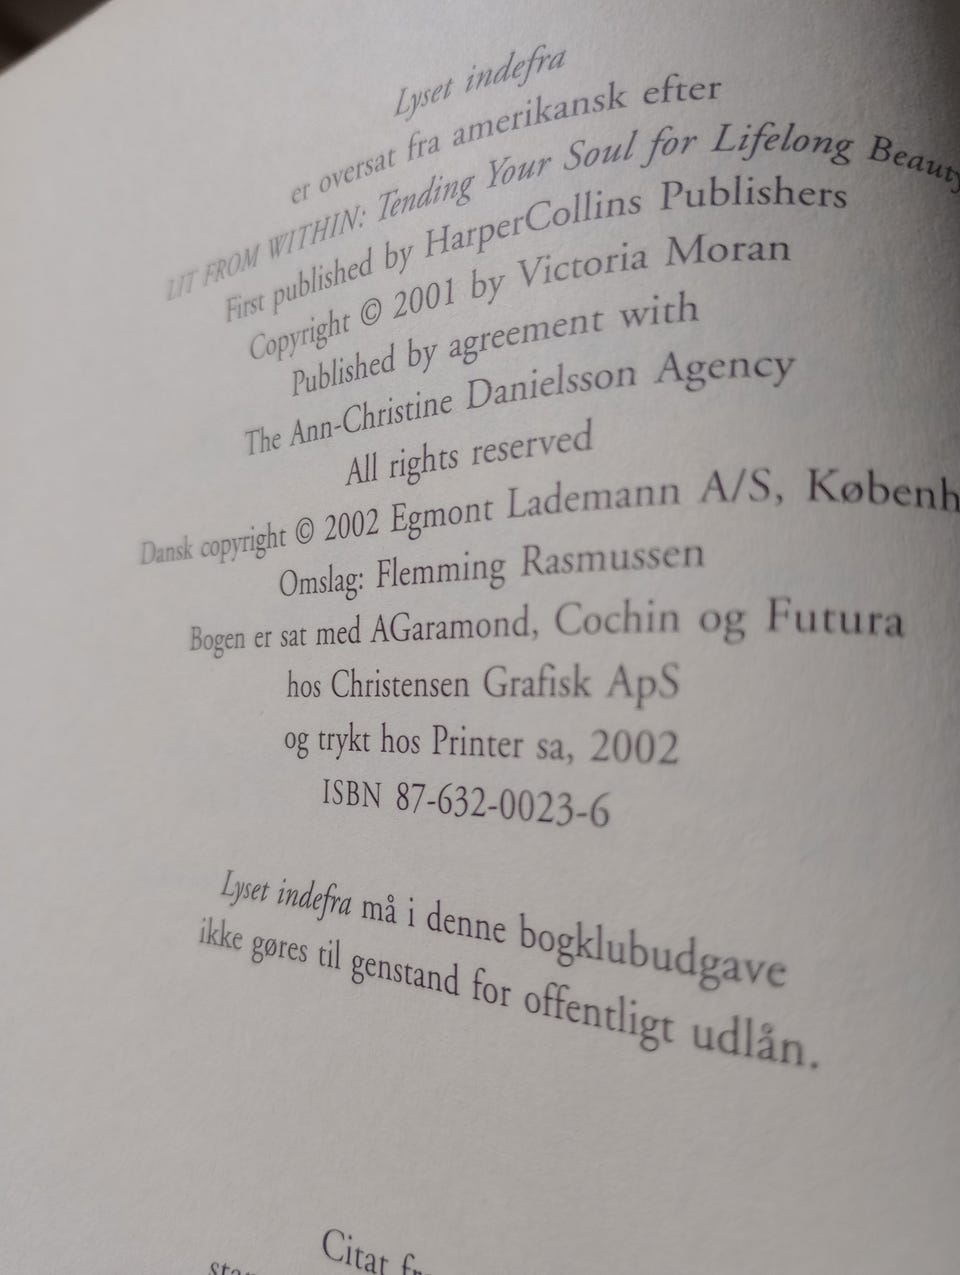 Lyset indefra
er oversat fra amerikansk efter
LIT FROM WITHIN: Tending Your Soul for Lifelong Beauty
First published by HarperCollins Publishers
Copyright © 2001 by Victoria Moran
Published by agreement with
The Ann-Christine Danielsson Agency
All rights reserved
Dansk copyright © 2002 Egmont Lademann A/S, Københ
Omslag: Flemming Rasmussen
Bogen er sat med AGaramond, Cochin og Futura
hos Christensen Grafisk ApS
og trykt hos Printer sa, 2002
ISBN 87-632-0023-6
Lyset indefra må i denne bogklubudgave
ikke gøres til genstand for offentligt udlån.
Citat